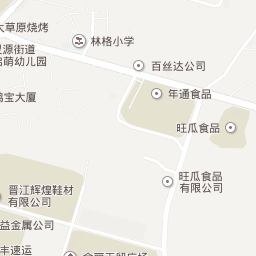 大草原烧烤
林格小学
源街道
萌幼儿园
百丝达公司
年通食品
宝大厦
旺瓜食品
旺瓜食品
有限公司
晋江辉煌鞋材
有限公司
益金属公司
丰速运